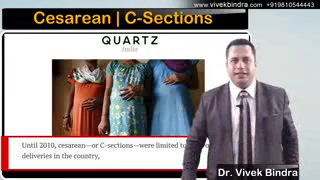 www.vivekbindra.com +919810544443
Cesarean | C-Sections
QUARTZ
India
Until 2010, cesarean—or C-sections—were limited to
deliveries in the country,
Dr. Vivek Bindra